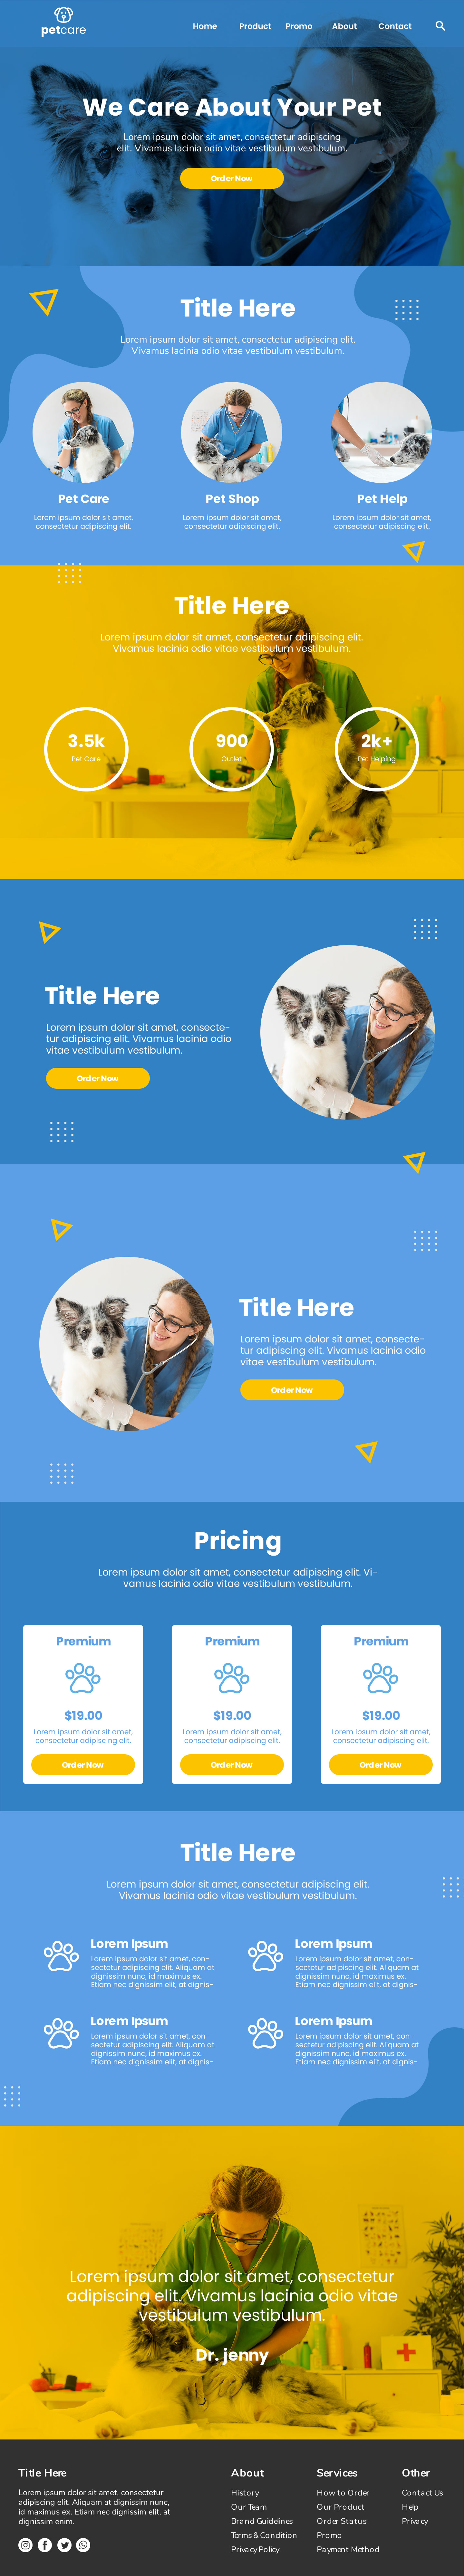 petcare
Home Product Promo About Contact
We Care About Your Pet
Lorem ipsum dolor sit amet, consectetur adipiscing
elit. Vivamus lacinia odio vitae vestibulum vestibulum.
Order Now
Title Here
Lorem ipsum dolor sit amet, consectetur adipiscing elit.
Vivamus lacinia odio vitae vestibulum vestibulum.
Pet Care
Lorem ipsum dolor sit amet,
consectetur adipiscing elit.
Pet Shop
Lorem ipsum dolor sit amet,
consectetur adipiscing elit.
Pet Help
Lorem ipsum dolor sit amet,
consectetur adipiscing elit.
Title Here
Lorem ipsum dolor sit amet, consectetur adipiscing elit.
Vivamus lacinia odio vitae vestibulum vestibulum.
3.5k
Pet Care
900
Outlet
2k+
Pet Helping
Title Here
Lorem ipsum dolor sit amet, consecte-
tur adipiscing elit. Vivamus lacinia odio
vitae vestibulum vestibulum.
Order Now
Title Here
Lorem ipsum dolor sit amet, consecte-
tur adipiscing elit. Vivamus lacinia odio
vitae vestibulum vestibulum.
Order Now
Pricing
Lorem ipsum dolor sit amet, consectetur adipiscing elit. Vi-
vamus lacinia odio vitae vestibulum vestibulum.
Premium
$19.00
Lorem ipsum dolor sit amet,
consectetur adipiscing elit.
Order Now
Premium
$19.00
Lorem ipsum dolor sit amet,
consectetur adipiscing elit.
Order Now
Premium
$19.00
Lorem ipsum dolor sit amet,
consectetur adipiscing elit.
Order Now
Title Here
Lorem ipsum dolor sit amet, consectetur adipiscing elit.
Vivamus lacinia odio vitae vestibulum vestibulum.
Lorem Ipsum
Lorem ipsum dolor sit amet, con-
sectetur adipiscing elit. Aliquam at
dignissim nunc, id maximus ex.
Etiam nec dignissim elit, at dignis-
Lorem Ipsum
Lorem ipsum dolor sit amet, con-
sectetur adipiscing elit. Aliquam at
dignissim nunc, id maximus ex.
Etiam nec dignissim elit, at dignis-
Lorem Ipsum
Lorem ipsum dolor sit amet, con-
sectetur adipiscing elit. Aliquam at
dignissim nunc, id maximus ex.
Etiam nec dignissim elit, at dignis-
Lorem Ipsum
Lorem ipsum dolor sit amet, con-
sectetur adipiscing elit. Aliquam at
dignissim nunc, id maximus ex.
Etiam nec dignissim elit, at dignis-
Lorem ipsum dolor sit amet, consectetur
adipiscing elit. Vivamus lacinia odio vitae
vestibulum vestibulum.
Dr. jenny
Title Here
Lorem ipsum dolor sit amet, consectetur
adipiscing elit. Aliquam at dignissim nunc,
id maximus ex. Etiam nec dignissim elit, at
dignissim enim.
About
History
Our Team
Brand Guidelines
Terms & Condition
Privacy Policy
Services
How to Order
Our Product
Order Status
Promo
Payment Method
Other
Contact Us
Help
Privacy